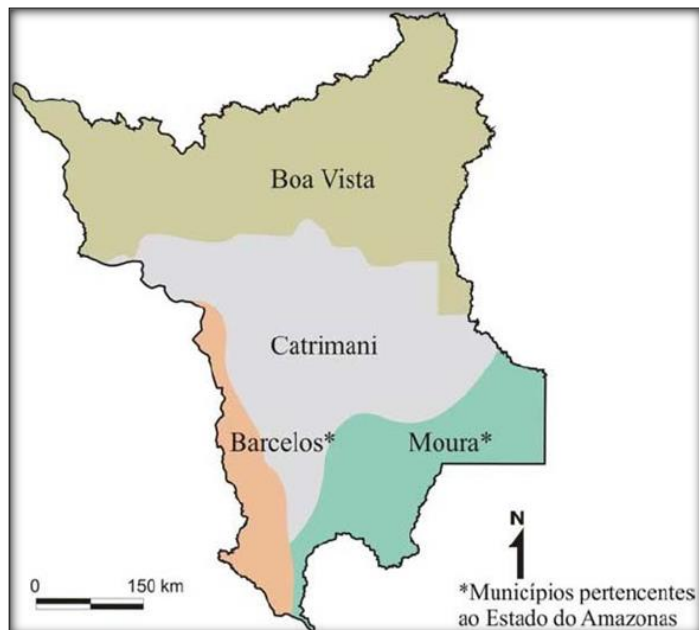 Boa Vista
Catrimani
Barcelos*
Moura*
N
0 150 km
*Municípios pertencentes
ao Estado do Amazonas